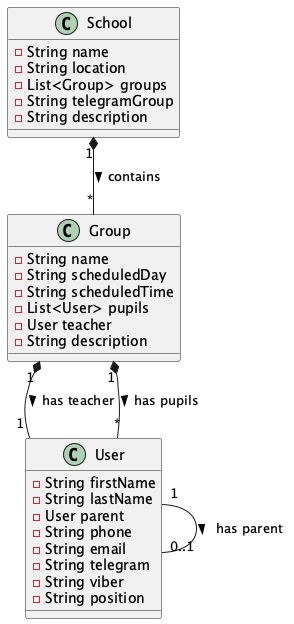 C School
String name
String location
List<Group> groups
String telegramGroup
String description
1
contains
*
C Group
String name
String scheduledDay
String scheduledTime
List<User> pupils
User teacher
String description
1 1
has teacher has pupils
1 *
C User
String firstName
String lastName
User parent
String phone
String email
String telegram
String viber
String position
1
has parent
0..1